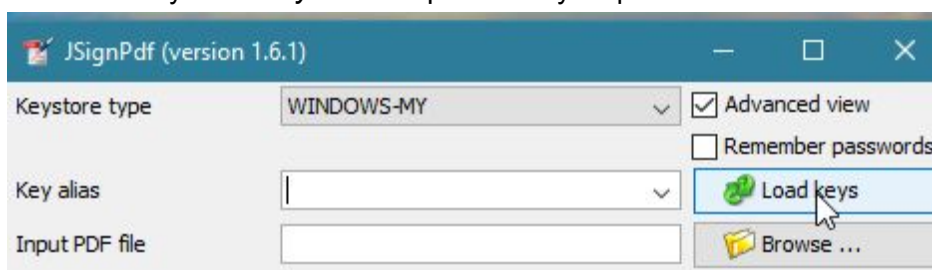 JSignPdf (version 1.6.1)
Keystore type WINDOWS-MY Advanced view
Remember passwords
Key alias Load keys
Input PDF file Browse ...